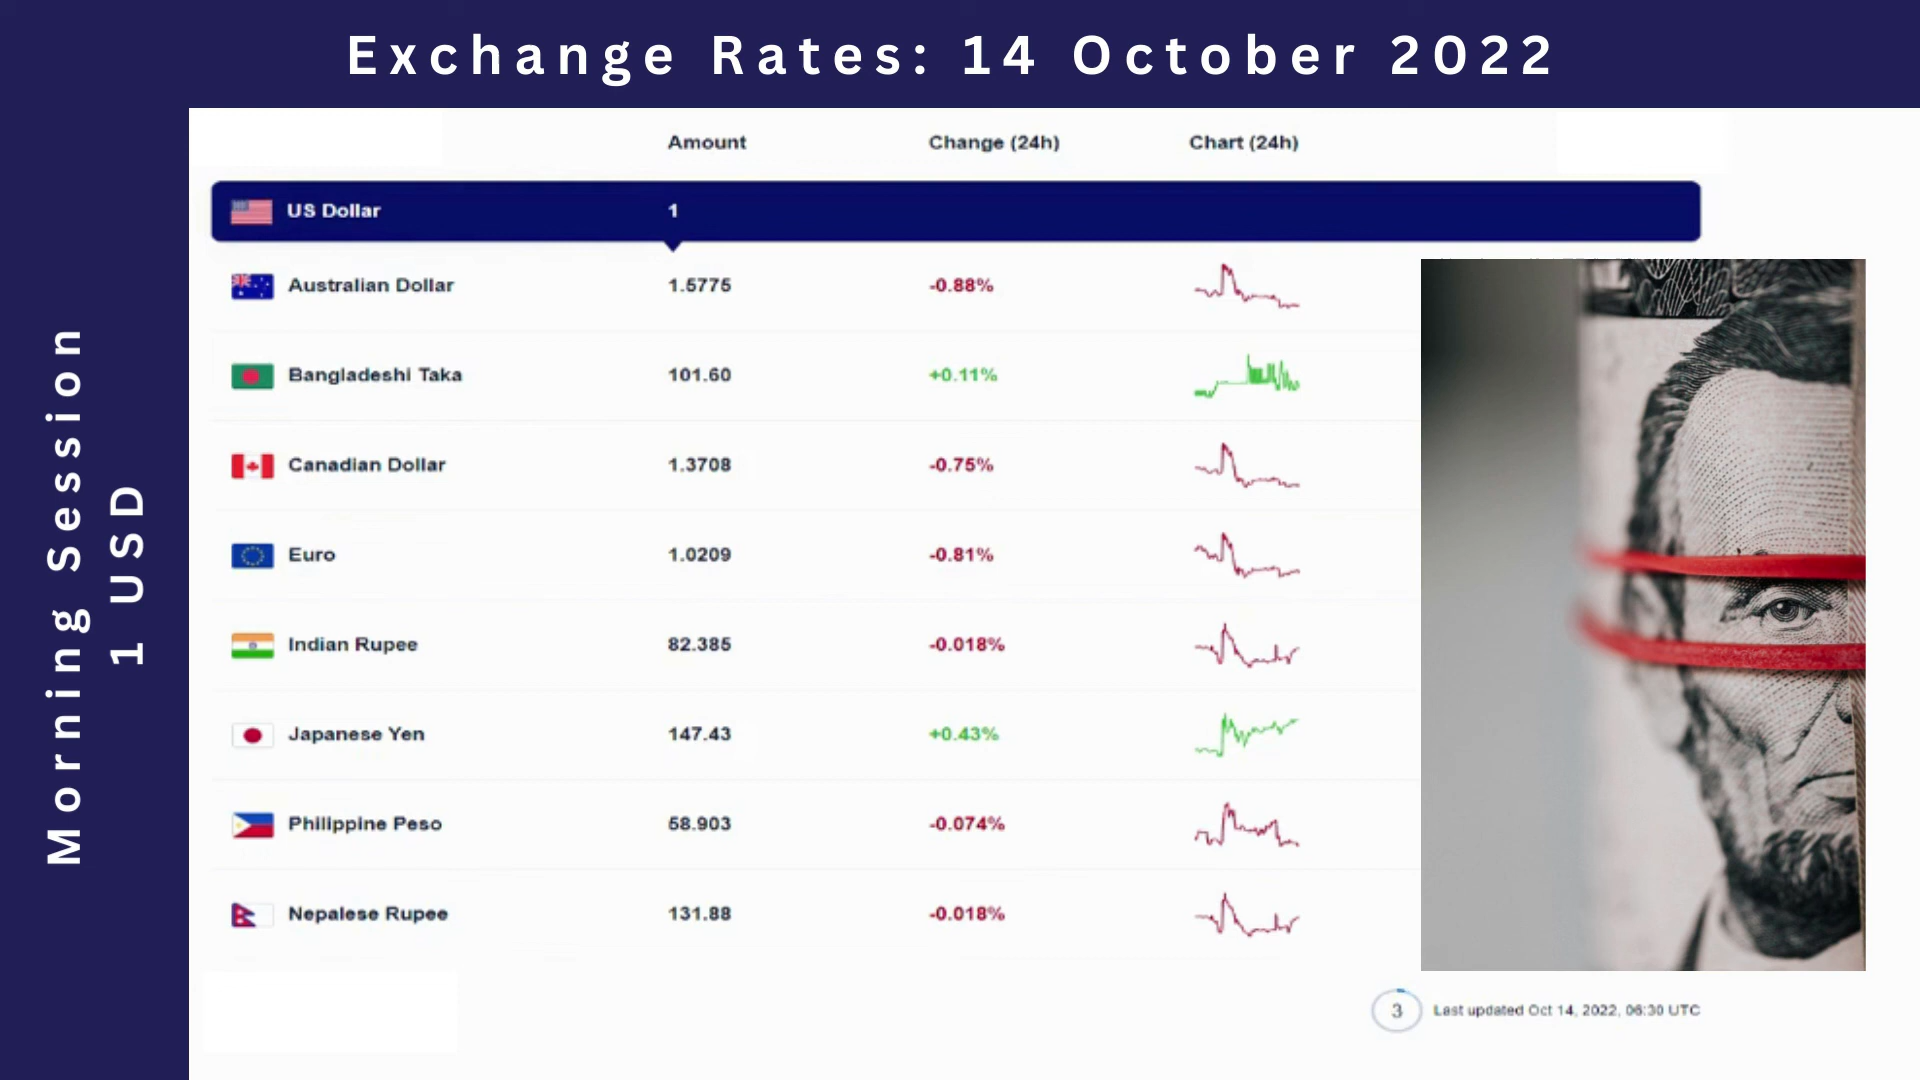 Exchange Rates: 14 October 2022
Morning Session
1 USD
Amount Change (24h) Chart (24h)
US Dollar 1
Australian Dollar 1.5775 -0.88%
Bangladeshi Taka 101.60 +0.11%
Canadian Dollar 1.3708 -0.75%
Euro 1.0209 -0.81%
Indian Rupee 82.385 -0.018%
Japanese Yen 147.43 +0.43%
Philippine Peso 58.903 -0.074%
Nepalese Rupee 131.88 -0.018%
3 Last updated Oct 14, 2022, 06:30 UTC